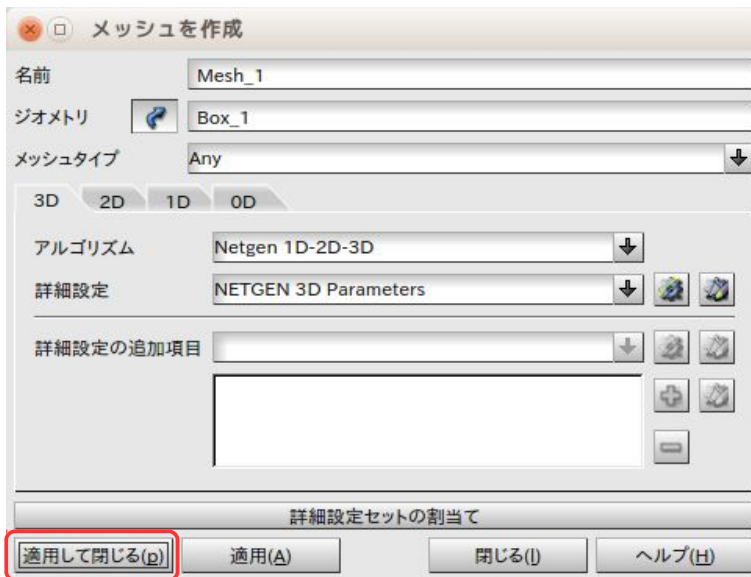 メッシュを作成
名前 Mesh_1
ジオメトリ Box_1
メッシュタイプ Any
3D 2D 1D 0D
アルゴリズム Netgen 1D-2D-3D
詳細設定 NETGEN 3D Parameters
詳細設定の追加項目
詳細設定セットの割当て
適用して閉じる(p) 適用(A) 閉じる(l) ヘルプ(H)